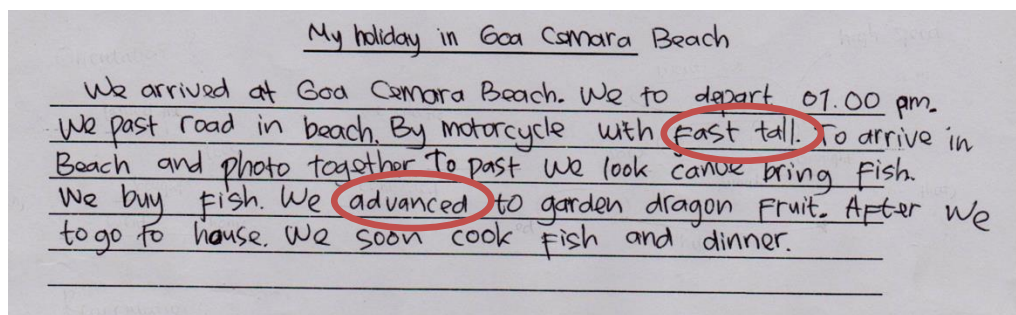 My holiday in Goa Csmara Beach
We arrived at Goa Cemara Beach. We to depart 01.00 pm.
We past road in beach. By motorcycle with Fast tall. To arrive in
Beach and photo together To past We look canoe bring Fish.
We buy Fish. We advanced to garden dragon Fruit. After We
to go to house. We soon cook Fish and dinner.